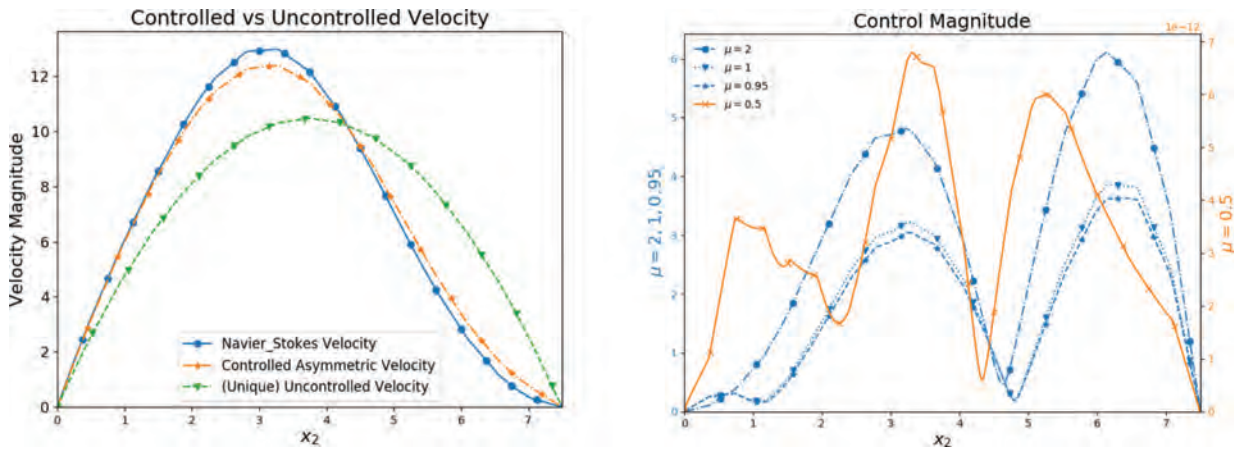 Controlled vs Uncontrolled Velocity
Velocity Magnitude
12
10
8
6
4
2
0
0 1 2 3 4 5 6 7
x₂
Navier_Stokes Velocity
Controlled Asymmetric Velocity
(Unique) Uncontrolled Velocity
Control Magnitude
1e−12
μ = 2, 1, 0.95
6
5
4
3
2
1
0
μ = 2
μ = 1
μ = 0.95
μ = 0.5
0 1 2 3 4 5 6 7
x₂
7
6
5
4
3
2
1
0
μ = 0.5